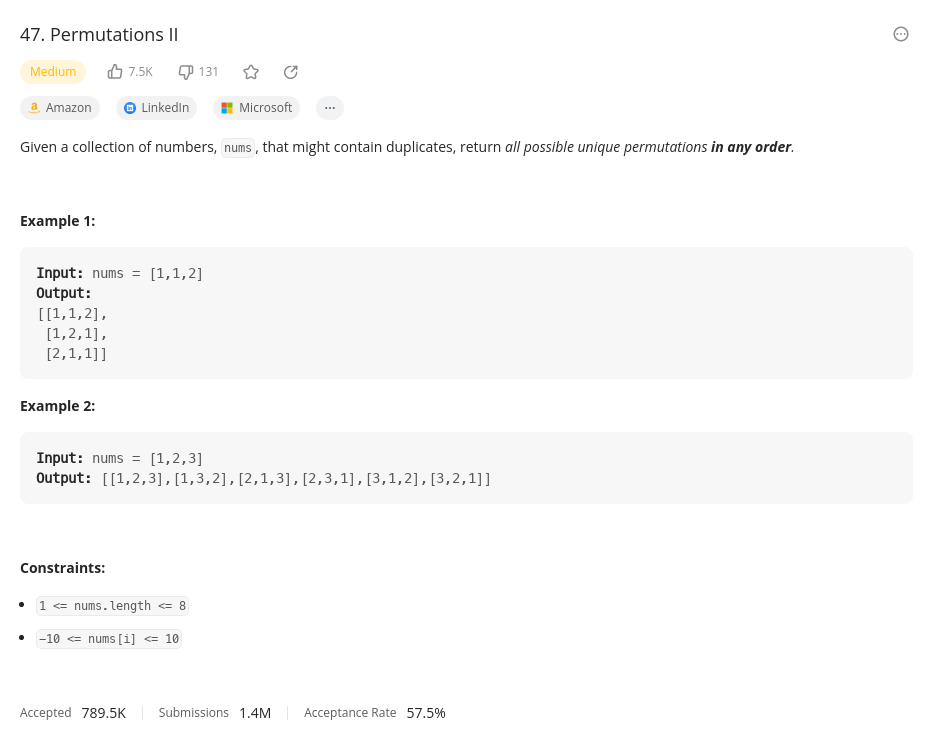 47. Permutations II
Medium 7.5K 131
Amazon LinkedIn Microsoft ...
Given a collection of numbers, nums, that might contain duplicates, return all possible unique permutations in any order.
Example 1:
Input: nums = [1,1,2]
Output:
[[1,1,2],
[1,2,1],
[2,1,1]]
Example 2:
Input: nums = [1,2,3]
Output: [[1,2,3],[1,3,2],[2,1,3],[2,3,1],[3,1,2],[3,2,1]]
Constraints:
• 1 <= nums.length <= 8
• -10 <= nums[i] <= 10
Accepted 789.5K Submissions 1.4M Acceptance Rate 57.5%